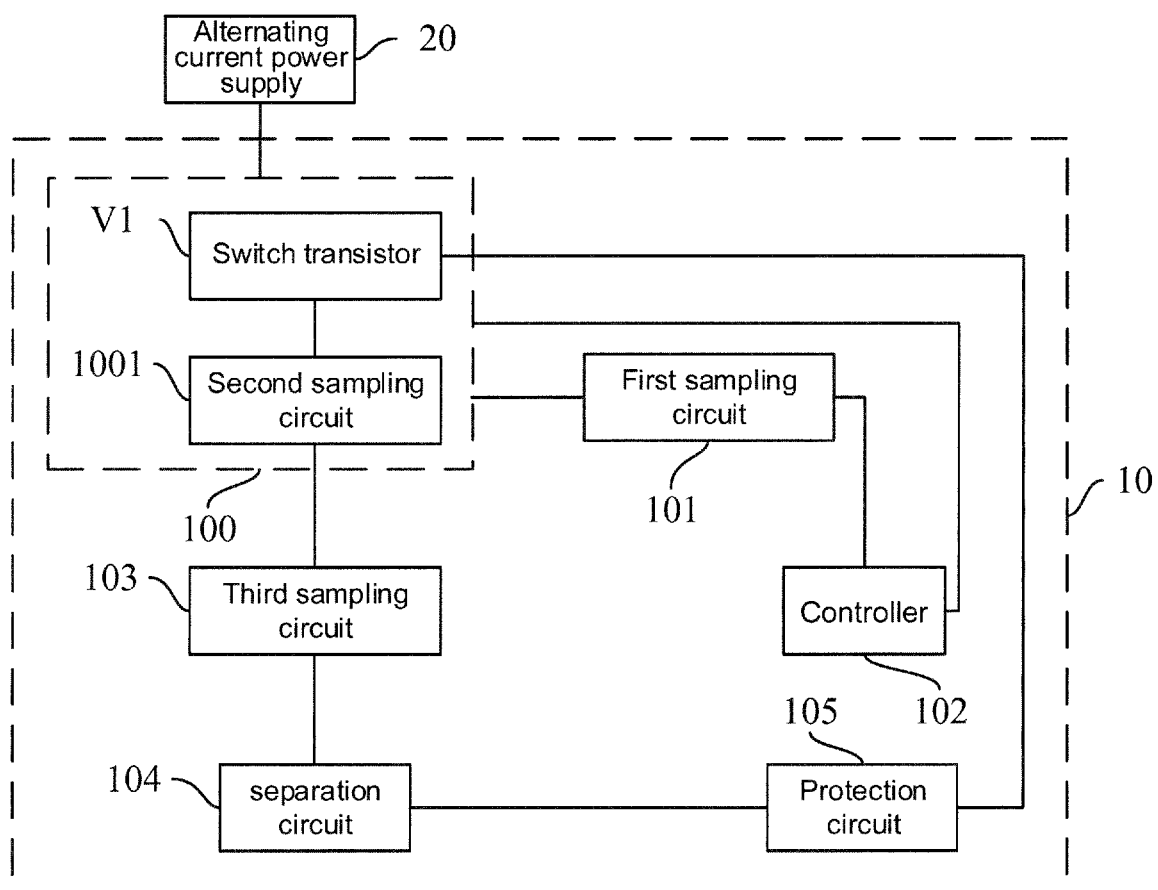 Alternating
current power
supply
20
V1
Switch transistor
1001
Second sampling
circuit
First sampling
circuit
101
100
10
103
Third sampling
circuit
Controller
102
105
104
separation
circuit
Protection
circuit